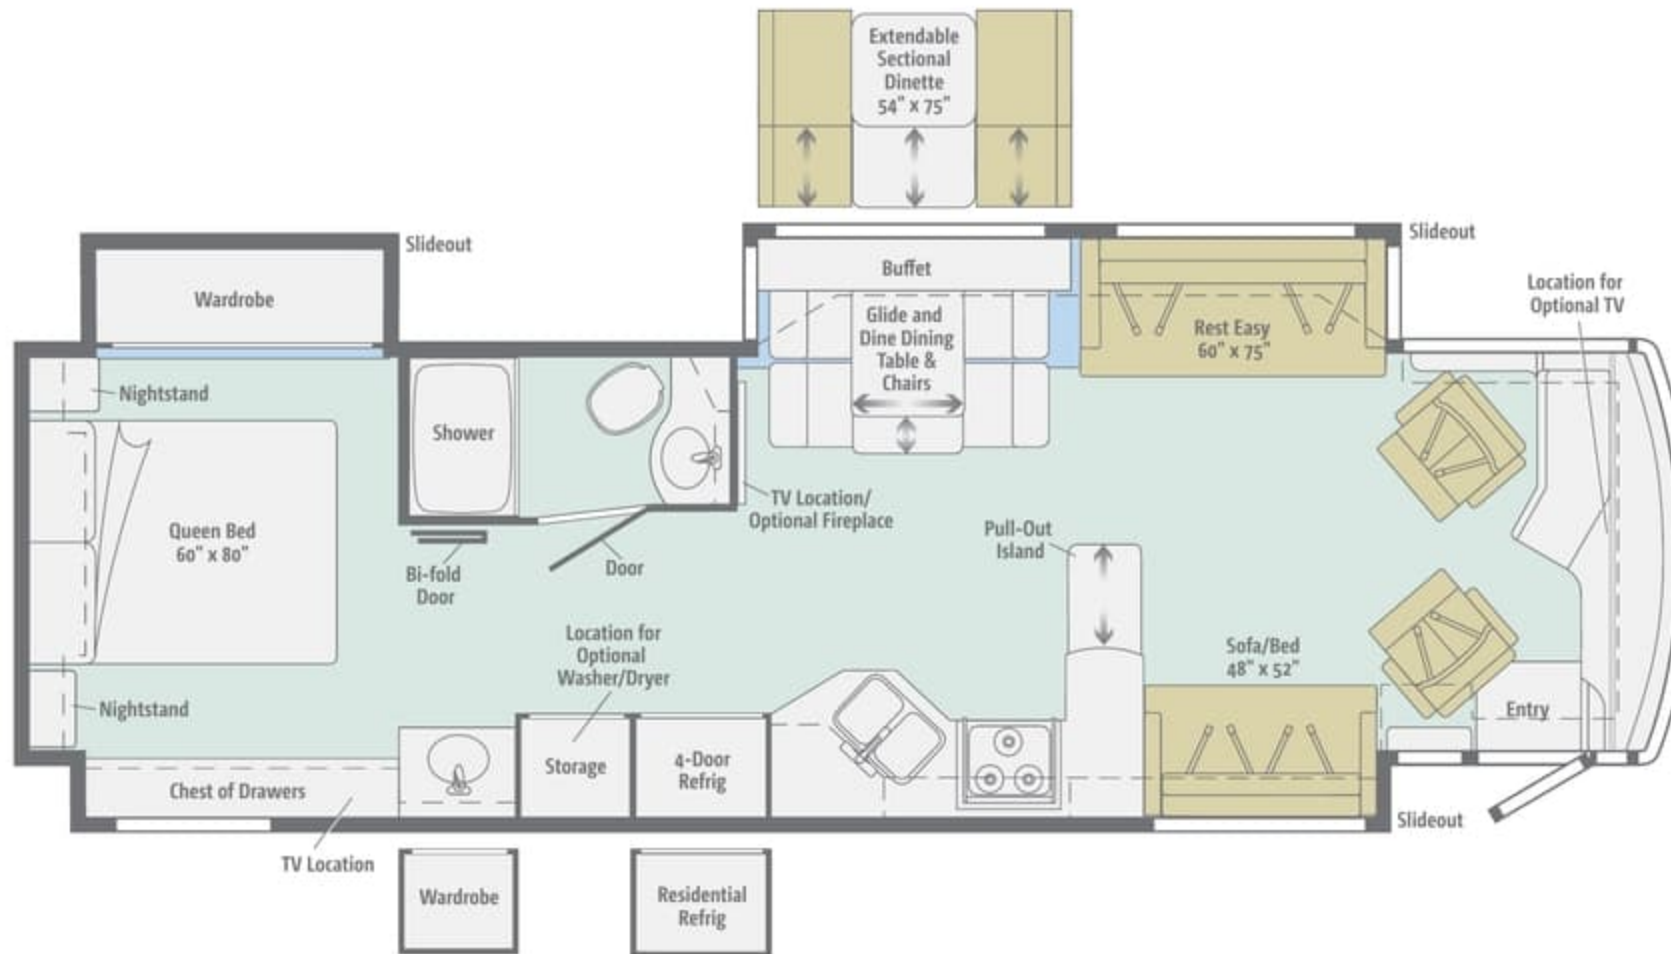 Extendable
Sectional
Dinette
54" x 75"
Slideout
Slideout
Wardrobe
Buffet
Location for
Optional TV
Glide and
Dine Dining
Table &
Chairs
Rest Easy
60" x 75"
Nightstand
Shower
TV Location/
Optional Fireplace
Queen Bed
60" x 80"
Pull-Out
Island
Bi-fold
Door
Door
Location for
Optional
Washer/Dryer
Sofa/Bed
48" x 52"
Nightstand
Entry
Chest of Drawers
Storage
4-Door
Refrig
Slideout
TV Location
Wardrobe
Residential
Refrig